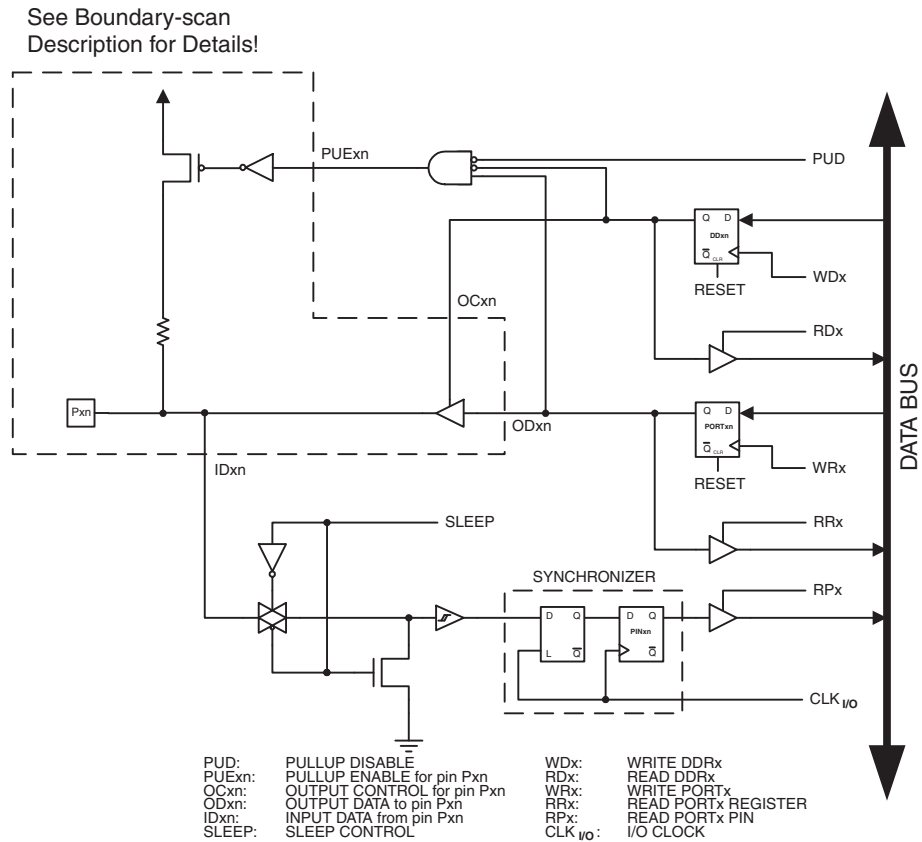 See Boundary-scan
Description for Details!
PUExn
PUD
Q D
DDxn
Q CLR
WDx
RESET
OCxn
RDx
Pxn
ODxn
Q D
PORTxn
Q CLR
WRx
RESET
IDxn
SLEEP
RRx
SYNCHRONIZER
RPx
D Q
L Q
D Q
PINxn
Q
CLK I/O
DATA BUS
PUD: PULLUP DISABLE
PUExn: PULLUP ENABLE for pin Pxn
OCxn: OUTPUT CONTROL for pin Pxn
ODxn: OUTPUT DATA to pin Pxn
IDxn: INPUT DATA from pin Pxn
SLEEP: SLEEP CONTROL
WDx: WRITE DDRx
RDx: READ DDRx
WRx: WRITE PORTx
RRx: READ PORTx REGISTER
RPx: READ PORTx PIN
CLK I/O: I/O CLOCK